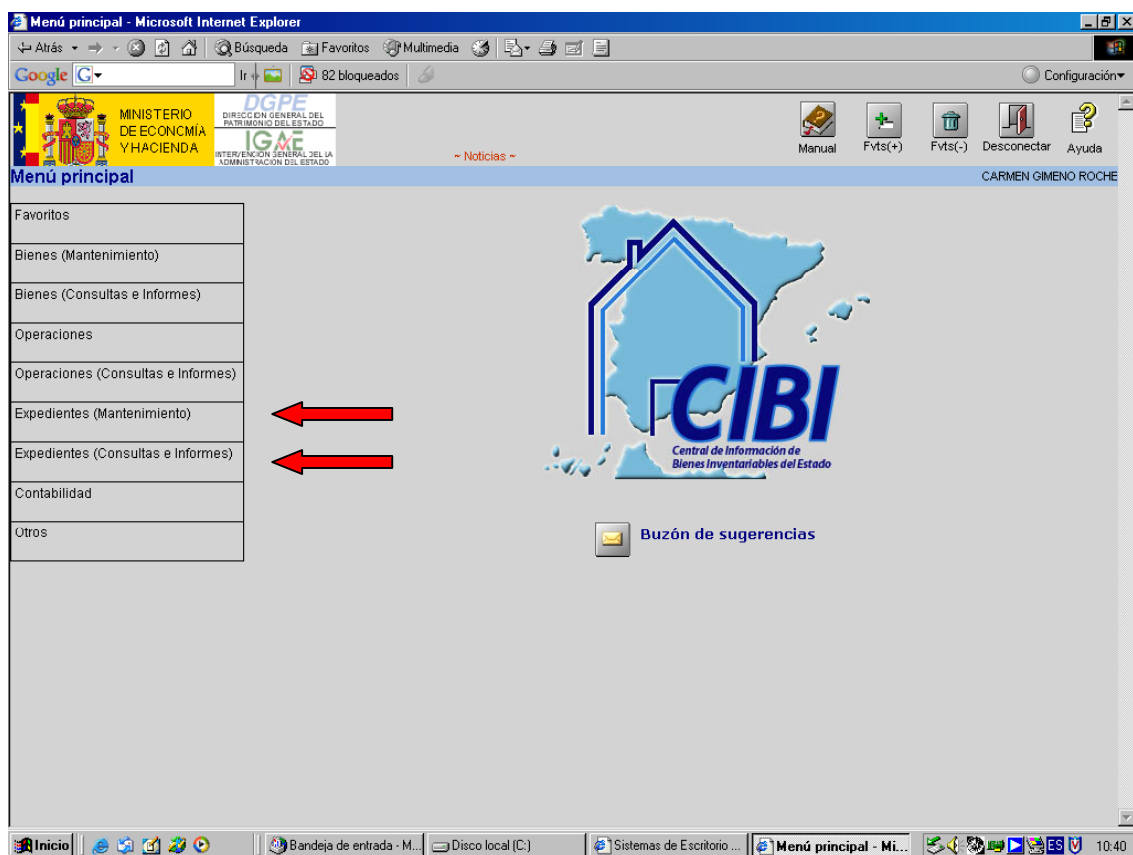 Menú principal - Microsoft Internet Explorer
Atrás Búsqueda Favoritos Multimedia
Google G Ir 82 bloqueados Configuración
MINISTERIO
DE ECONOMÍA
Y HACIENDA
DGPE
DIRECCION GENERAL DEL
PATRIMONIO DEL ESTADO
IGAE
INTERVENCIÓN GENERAL DE LA
ADMINISTRACION DEL ESTADO
~ Noticias ~
Manual Fvts(+) Fvts(-) Desconectar Ayuda
Menú principal CARMEN GIMENO ROCHE
Favoritos
Bienes (Mantenimiento)
Bienes (Consultas e Informes)
Operaciones
Operaciones (Consultas e Informes)
Expedientes (Mantenimiento)
Expedientes (Consultas e Informes)
Contabilidad
Otros
CIBI
Central de Información de
Bienes Inventariables del Estado
Buzón de sugerencias
Inicio Bandeja de entrada - M... Disco local (C:) Sistemas de Escritorio ... Menú principal - Mi... ES 10:40